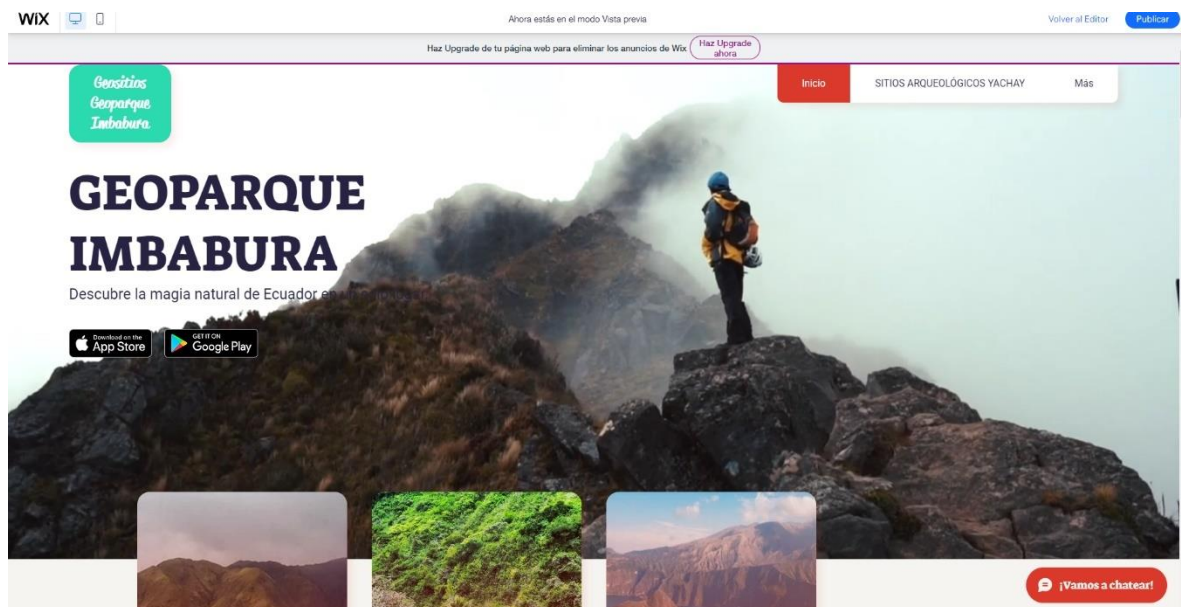 WiX
Ahora estás en el modo Vista previa
Volver al Editor
Publicar
Haz Upgrade de tu página web para eliminar los anuncios de Wix
Haz Upgrade
ahora
Geositios
Geoparque
Imbabura
Inicio
SITIOS ARQUEOLÓGICOS YACHAY
Más
GEOPARQUE
IMBABURA
Descubre la magia natural de Ecuador
Download on the
App Store
GET IT ON
Google Play
¡Vamos a chatear!